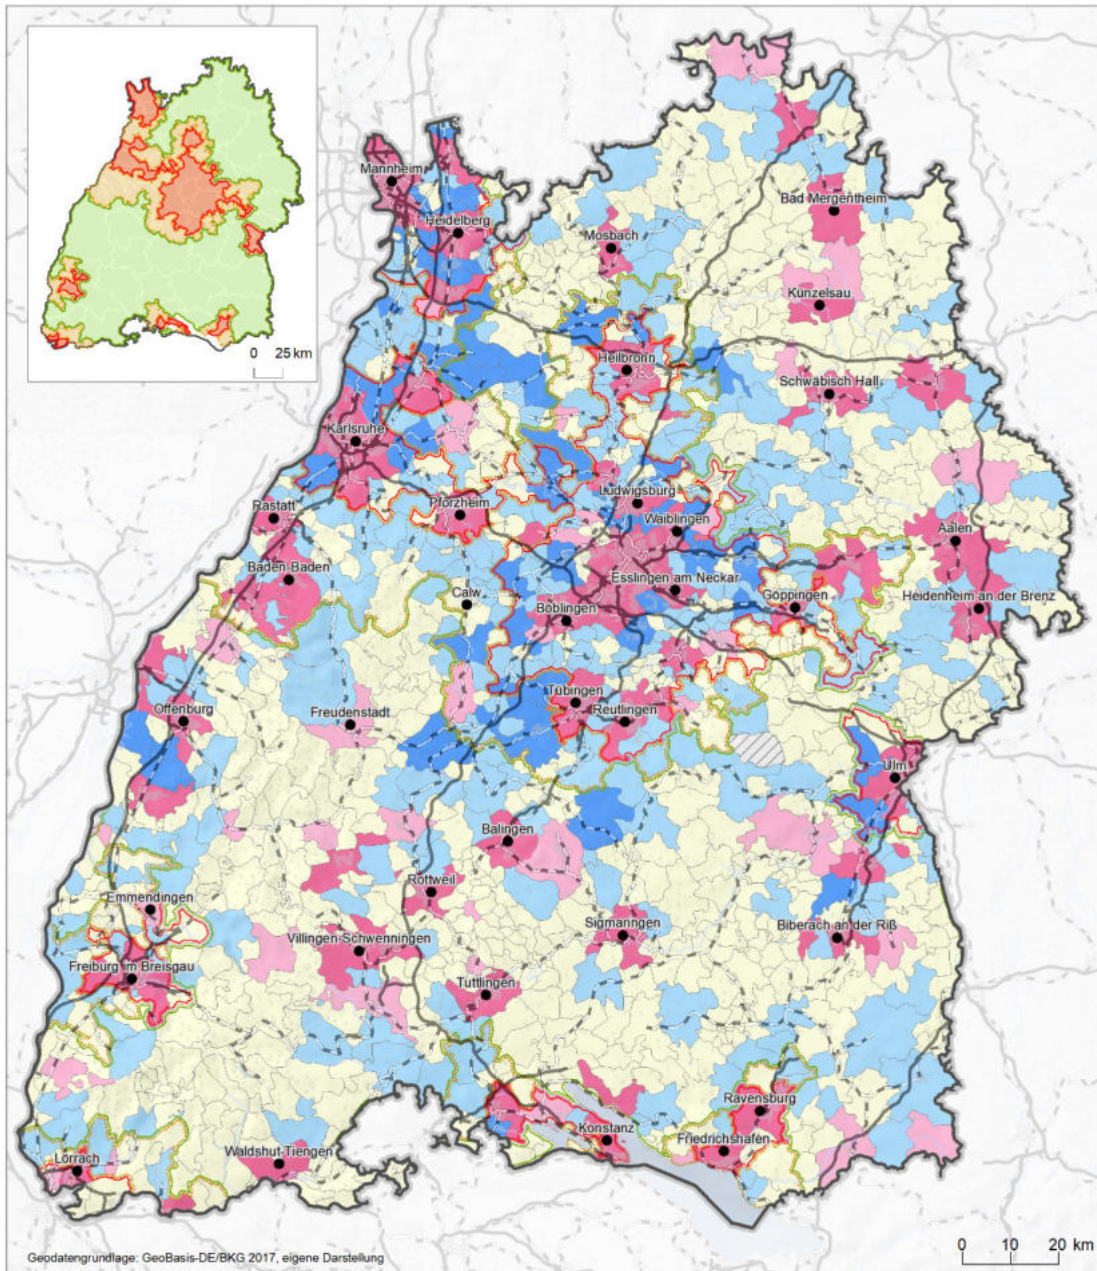 0 25 km
Mannheim
Heidelberg
Mosbach
Bad Mergentheim
Künzelsau
Heilbronn
Schwäbisch Hall
Karlsruhe
Ludwigsburg
Pforzheim
Rastatt
Waiblingen
Aalen
Baden-Baden
Esslingen am Neckar
Calw
Böblingen
Göppingen
Heidenheim an der Brenz
Tübingen
Offenburg
Freudenstadt
Reutlingen
Ulm
Balingen
Rottweil
Emmendingen
Villingen-Schwenningen
Sigmaringen
Biberach an der Riß
Freiburg im Breisgau
Tuttlingen
Ravensburg
Konstanz
Friedrichshafen
Lörrach
Waldshut-Tiengen
Geodatengrundlage: GeoBasis-DE/BKG 2017, eigene Darstellung
0 10 20 km